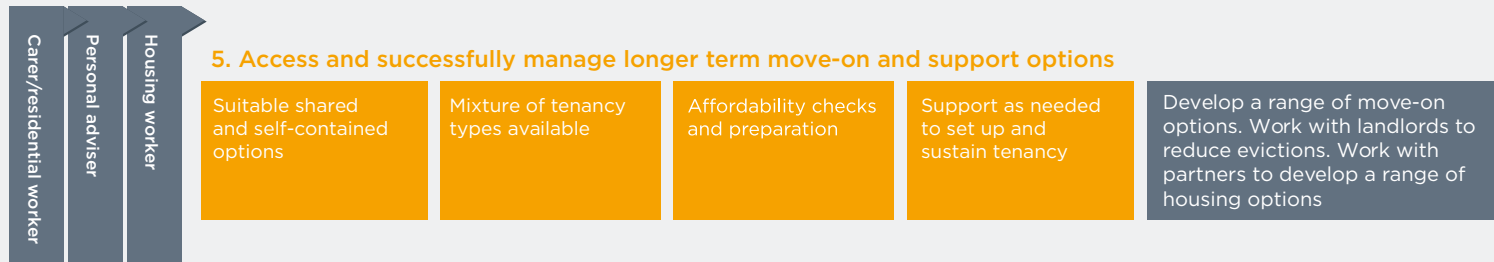 Carer/residential worker
Personal adviser
Housing worker
5. Access and successfully manage longer term move-on and support options
Suitable shared
and self-contained
options
Mixture of tenancy
types available
Affordability checks
and preparation
Support as needed
to set up and
sustain tenancy
Develop a range of move-on
options. Work with landlords to
reduce evictions. Work with
partners to develop a range of
housing options